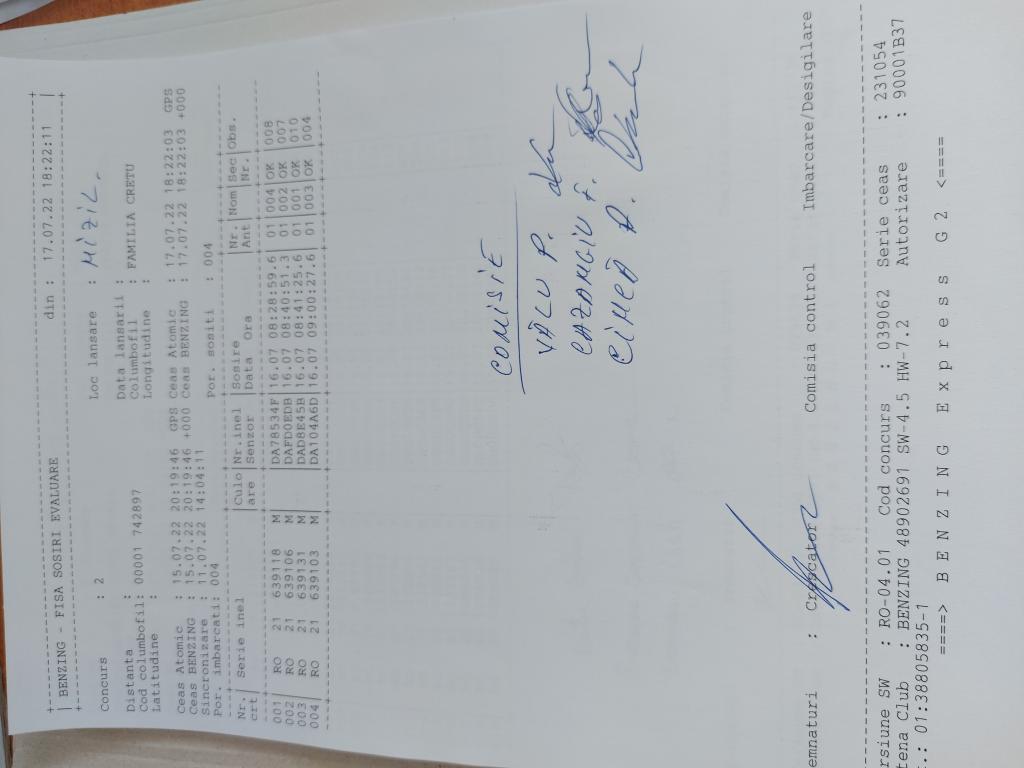 BENZING - FISA SOSIRI EVALUARE din : 17.07.22 18:22:11
Concurs : 2 Loc lansare : MIZIL.
Distanta : Data lansarii :
Cod columbofil: 00001 742897 Columbofil : FAMILIA CRETU
Latitudine : Longitudine :
Ceas Atomic : 15.07.22 20:19:46 GPS Ceas Atomic : 17.07.22 18:22:03 GPS
Ceas BENZING : 15.07.22 20:19:46 +000 Ceas BENZING : 17.07.22 18:22:03 +000
Sincronizare : 11.07.22 14:04:11
Por. imbarcati: 004 Por. sositi : 004
Nr.| Serie inel |Culo|Nr.inel |Sosire |Nr.|Nom|Sec|Obs.
crt| |are |Senzor |Data Ora |Ant| |Nr.|
001| RO 21 639118 M| |DA78534F|16.07 08:28:59.6| 01|004|OK |008
002| RO 21 639106 M| |DAFD0EDB|16.07 08:40:51.3| 01|002|OK |007
003| RO 21 639131 M| |DAD8E45B|16.07 08:41:25.6| 01|001|OK |010
004| RO 21 639103 M| |DA104A6D|16.07 09:00:27.6| 01|003|OK |004
COMISIE
VÂLU P.
CAZANGIU F.
CIMED D.
emnaturi : Crescator Comisia control Imbarcare/Desigilare
rsiune SW : RO-04.01 Cod concurs : 039062 Serie ceas : 231054
tena Club : BENZING 48902691 SW-4.5 HW-7.2 Autorizare : 90001B37
.: 01:38805835-1
====> B E N Z I N G E x p r e s s G 2 <====